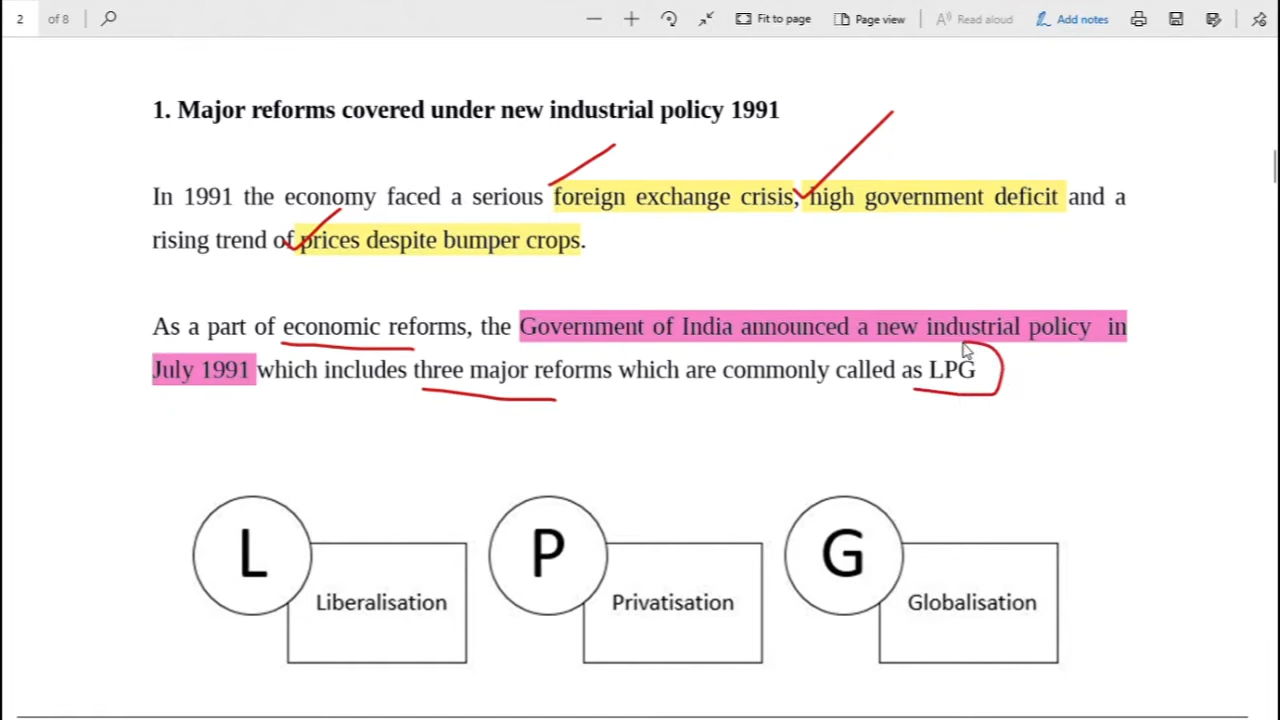 2 of 8 Fit to page Page view Read aloud Add notes
1. Major reforms covered under new industrial policy 1991
In 1991 the economy faced a serious foreign exchange crisis, high government deficit and a
rising trend of prices despite bumper crops.
As a part of economic reforms, the Government of India announced a new industrial policy in
July 1991 which includes three major reforms which are commonly called as LPG
L P G
Liberalisation Privatisation Globalisation